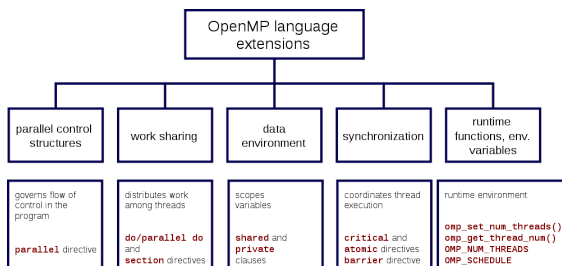 OpenMP language
extensions
parallel control
structures
work sharing
data
environment
synchronization
runtime
functions, env.
variables
governs flow of
control in the
program
parallel directive
distributes work
among threads
do/parallel do
and
section directives
scopes
variables
shared and
private
clauses
coordinates thread
execution
critical and
atomic directives
barrier directive
runtime environment
omp_set_num_threads()
omp_get_thread_num()
OMP_NUM_THREADS
OMP_SCHEDULE